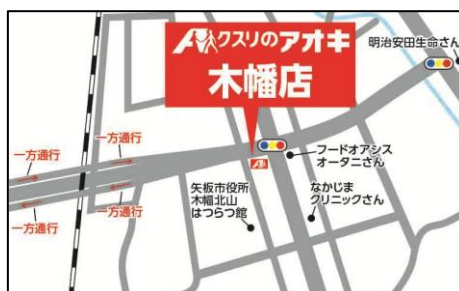 クスリのアオキ
木幡店
明治安田生命さん
一方通行
一方通行
フードオアシス
オータニさん
矢板市役所
木幡北山
はつらつ館
なかじま
クリニックさん
一方通行
一方通行